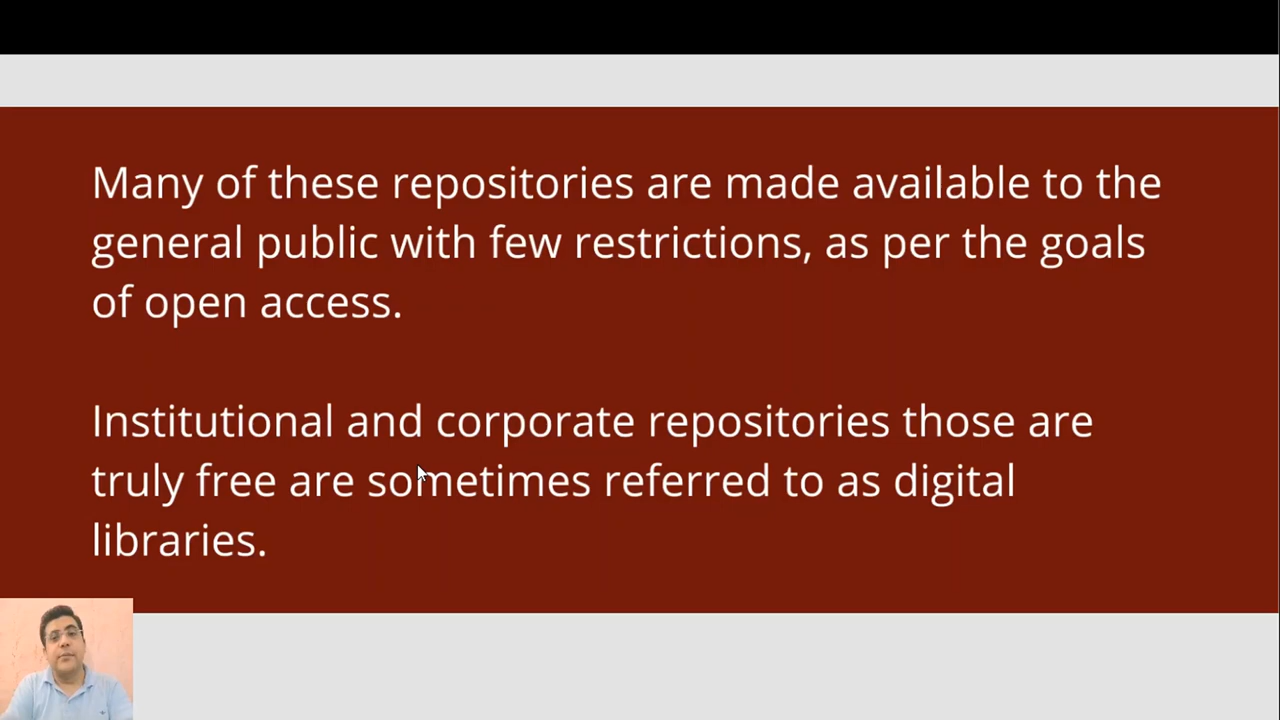 Many of these repositories are made available to the
general public with few restrictions, as per the goals
of open access.
Institutional and corporate repositories those are
truly free are sometimes referred to as digital
libraries.